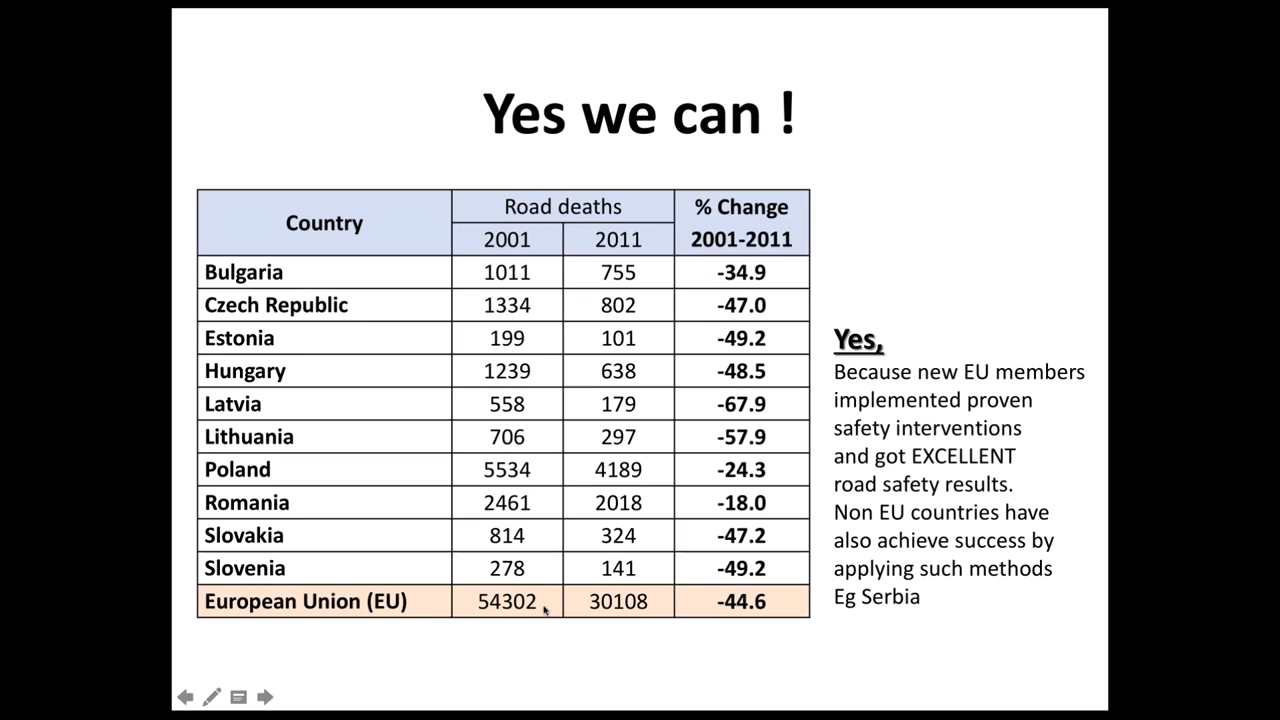 Yes we can !
Country Road deaths % Change
2001 2011 2001-2011
Bulgaria 1011 755 -34.9
Czech Republic 1334 802 -47.0
Estonia 199 101 -49.2
Hungary 1239 638 -48.5
Latvia 558 179 -67.9
Lithuania 706 297 -57.9
Poland 5534 4189 -24.3
Romania 2461 2018 -18.0
Slovakia 814 324 -47.2
Slovenia 278 141 -49.2
European Union (EU) 54302 30108 -44.6
Yes,
Because new EU members
implemented proven
safety interventions
and got EXCELLENT
road safety results.
Non EU countries have
also achieve success by
applying such methods
Eg Serbia